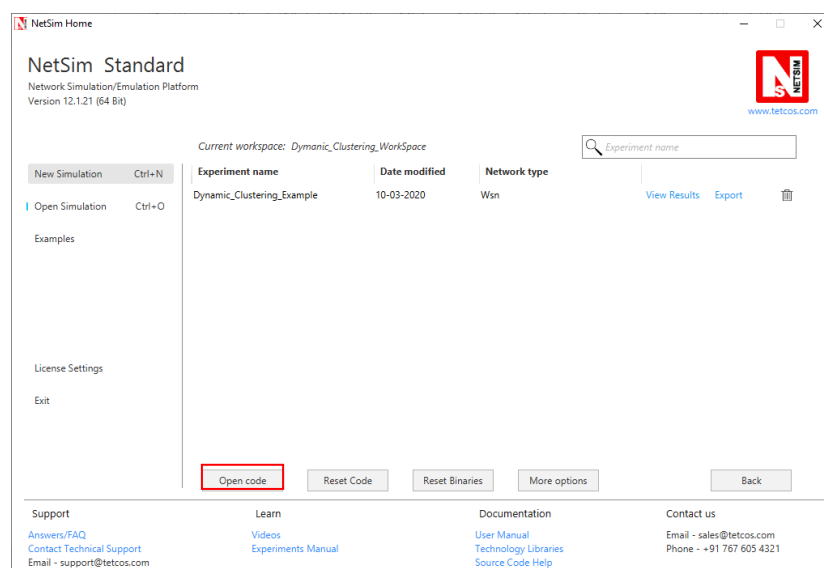 NetSim Home
NetSim Standard
Network Simulation/Emulation Platform
Version 12.1.21 (64 Bit)
N
S
NETSIM
www.tetcos.com
Current workspace: Dymanic_Clustering_WorkSpace
Experiment name
New Simulation Ctrl+N
Open Simulation Ctrl+O
Examples
License Settings
Exit
Experiment name Date modified Network type
Dynamic_Clustering_Example 10-03-2020 Wsn View Results Export
Open code Reset Code Reset Binaries More options Back
Support Learn Documentation Contact us
Answers/FAQ Videos User Manual Email - sales@tetcos.com
Contact Technical Support Experiments Manual Technology Libraries Phone - +91 767 605 4321
Email - support@tetcos.com Source Code Help